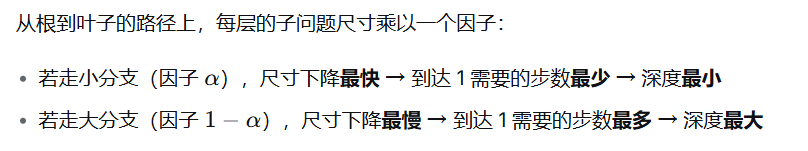 从根到叶子的路径上，每层的子问题尺寸乘以一个因子：
• 若走小分支（因子 α），尺寸下降最快 → 到达 1 需要的步数最少 → 深度最小
• 若走大分支（因子 1 − α），尺寸下降最慢 → 到达 1 需要的步数最多 → 深度最大